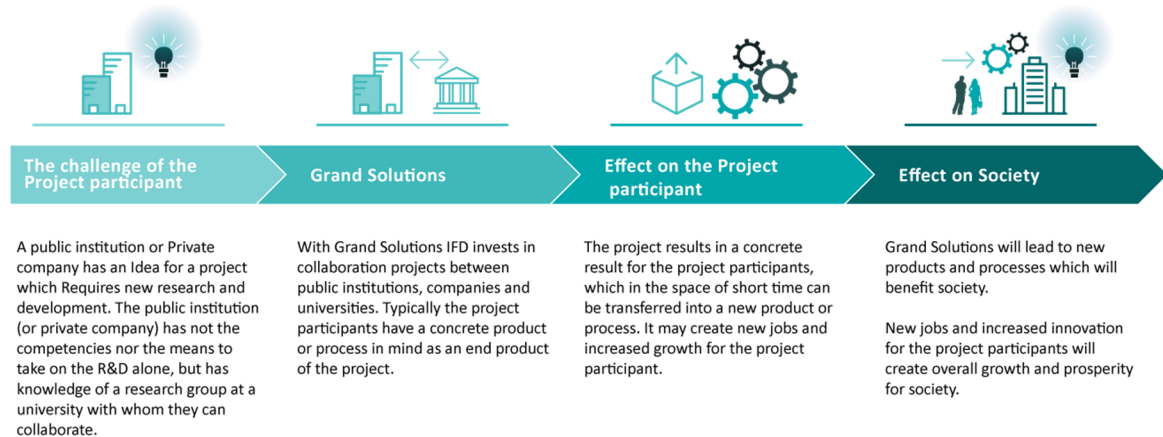 The challenge of the
Project participant
Grand Solutions
Effect on the Project
participant
Effect on Society
A public institution or Private
company has an Idea for a project
which Requires new research and
development. The public institution
(or private company) has not the
competencies nor the means to
take on the R&D alone, but has
knowledge of a research group at a
university with whom they can
collaborate.
With Grand Solutions IFD invests in
collaboration projects between
public institutions, companies and
universities. Typically the project
participants have a concrete product
or process in mind as an end product
of the project.
The project results in a concrete
result for the project participants,
which in the space of short time can
be transferred into a new product or
process. It may create new jobs and
increased growth for the project
participant.
Grand Solutions will lead to new
products and processes which will
benefit society.
New jobs and increased innovation
for the project participants will
create overall growth and prosperity
for society.